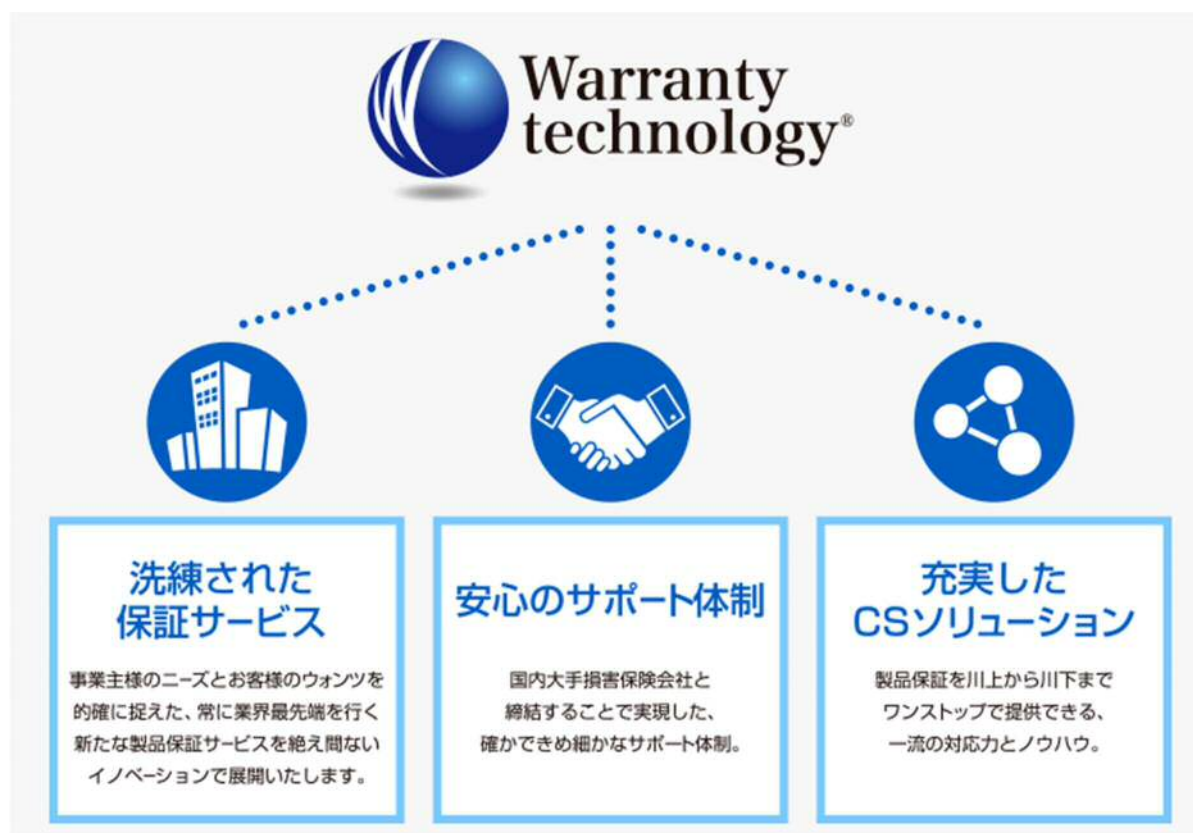 Warranty
technology®
洗練された
保証サービス
事業主様のニーズとお客様のウォンツを
的確に捉えた、常に業界最先端を行く
新たな製品保証サービスを絶え間ない
イノベーションで展開いたします。
安心のサポート体制
国内大手損害保険会社と
締結することで実現した、
確かできめ細かなサポート体制。
充実した
CSソリューション
製品保証を川上から川下まで
ワンストップで提供できる、
一流の対応力とノウハウ。